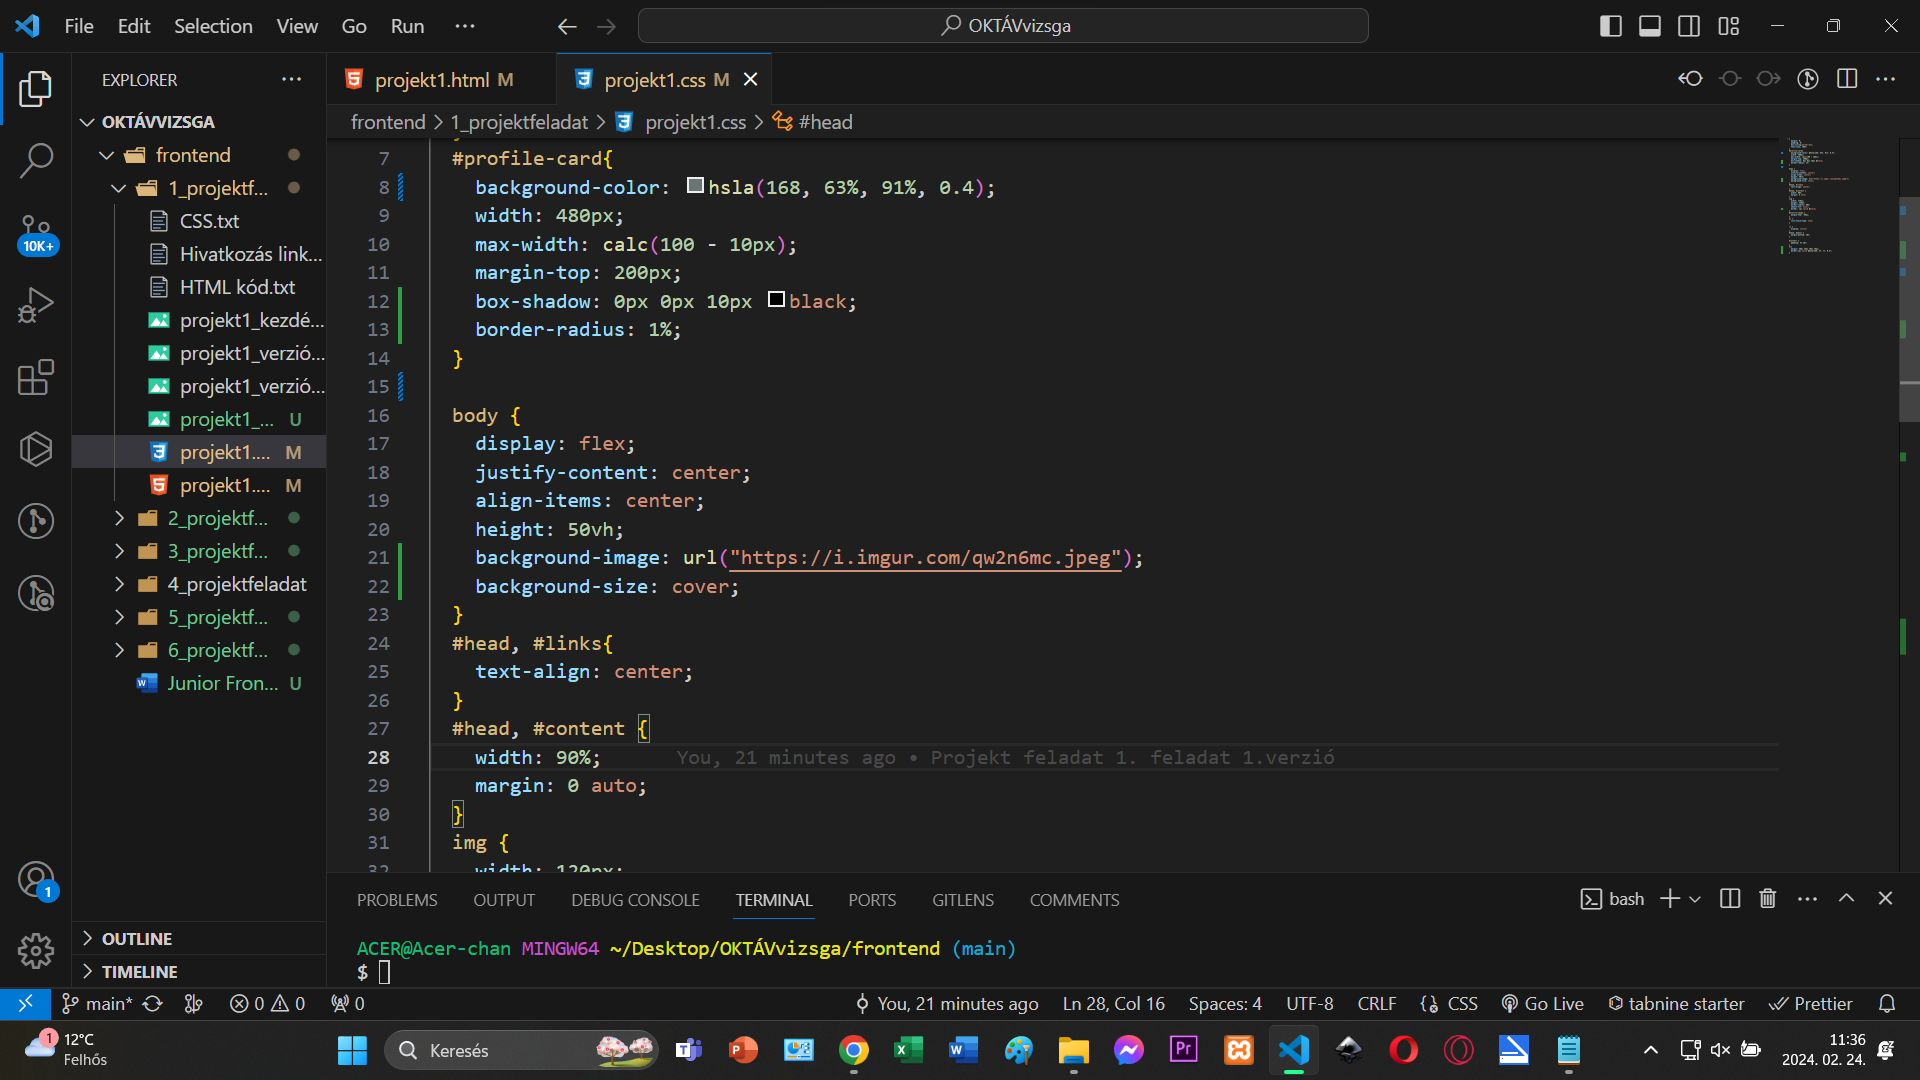 File Edit Selection View Go Run ··· OKTÁVvizsga
EXPLORER
projekt1.html M
projekt1.css M
OKTÁVVIZSGA
frontend > 1_projektfeladat > projekt1.css > #head
frontend
1_projektf...
CSS.txt
Hivatkozás link...
HTML kód.txt
projekt1_kezdé...
projekt1_verzió...
projekt1_verzió...
projekt1_... U
projekt1.... M
projekt1.... M
2_projektf...
3_projektf...
4_projektfeladat
5_projektf...
6_projektf...
Junior Fron... U
10K+
1
OUTLINE
TIMELINE
7 #profile-card{
8 background-color: hsla(168, 63%, 91%, 0.4);
9 width: 480px;
10 max-width: calc(100 - 10px);
11 margin-top: 200px;
12 box-shadow: 0px 0px 10px black;
13 border-radius: 1%;
14 }
15
16 body {
17 display: flex;
18 justify-content: center;
19 align-items: center;
20 height: 50vh;
21 background-image: url("https://i.imgur.com/qw2n6mc.jpeg");
22 background-size: cover;
23 }
24 #head, #links{
25 text-align: center;
26 }
27 #head, #content {
28 width: 90%; You, 21 minutes ago • Projekt feladat 1. feladat 1.verzió
29 margin: 0 auto;
30 }
31 img {
32 width: 120px;
PROBLEMS OUTPUT DEBUG CONSOLE TERMINAL PORTS GITLENS COMMENTS bash
ACER@Acer-chan MINGW64 ~/Desktop/OKTÁVvizsga/frontend (main)
$
main* 0 0 0 You, 21 minutes ago Ln 28, Col 16 Spaces: 4 UTF-8 CRLF CSS Go Live tabnine starter Prettier
1 12°C
Felhős
Keresés
11:36
2024. 02. 24.